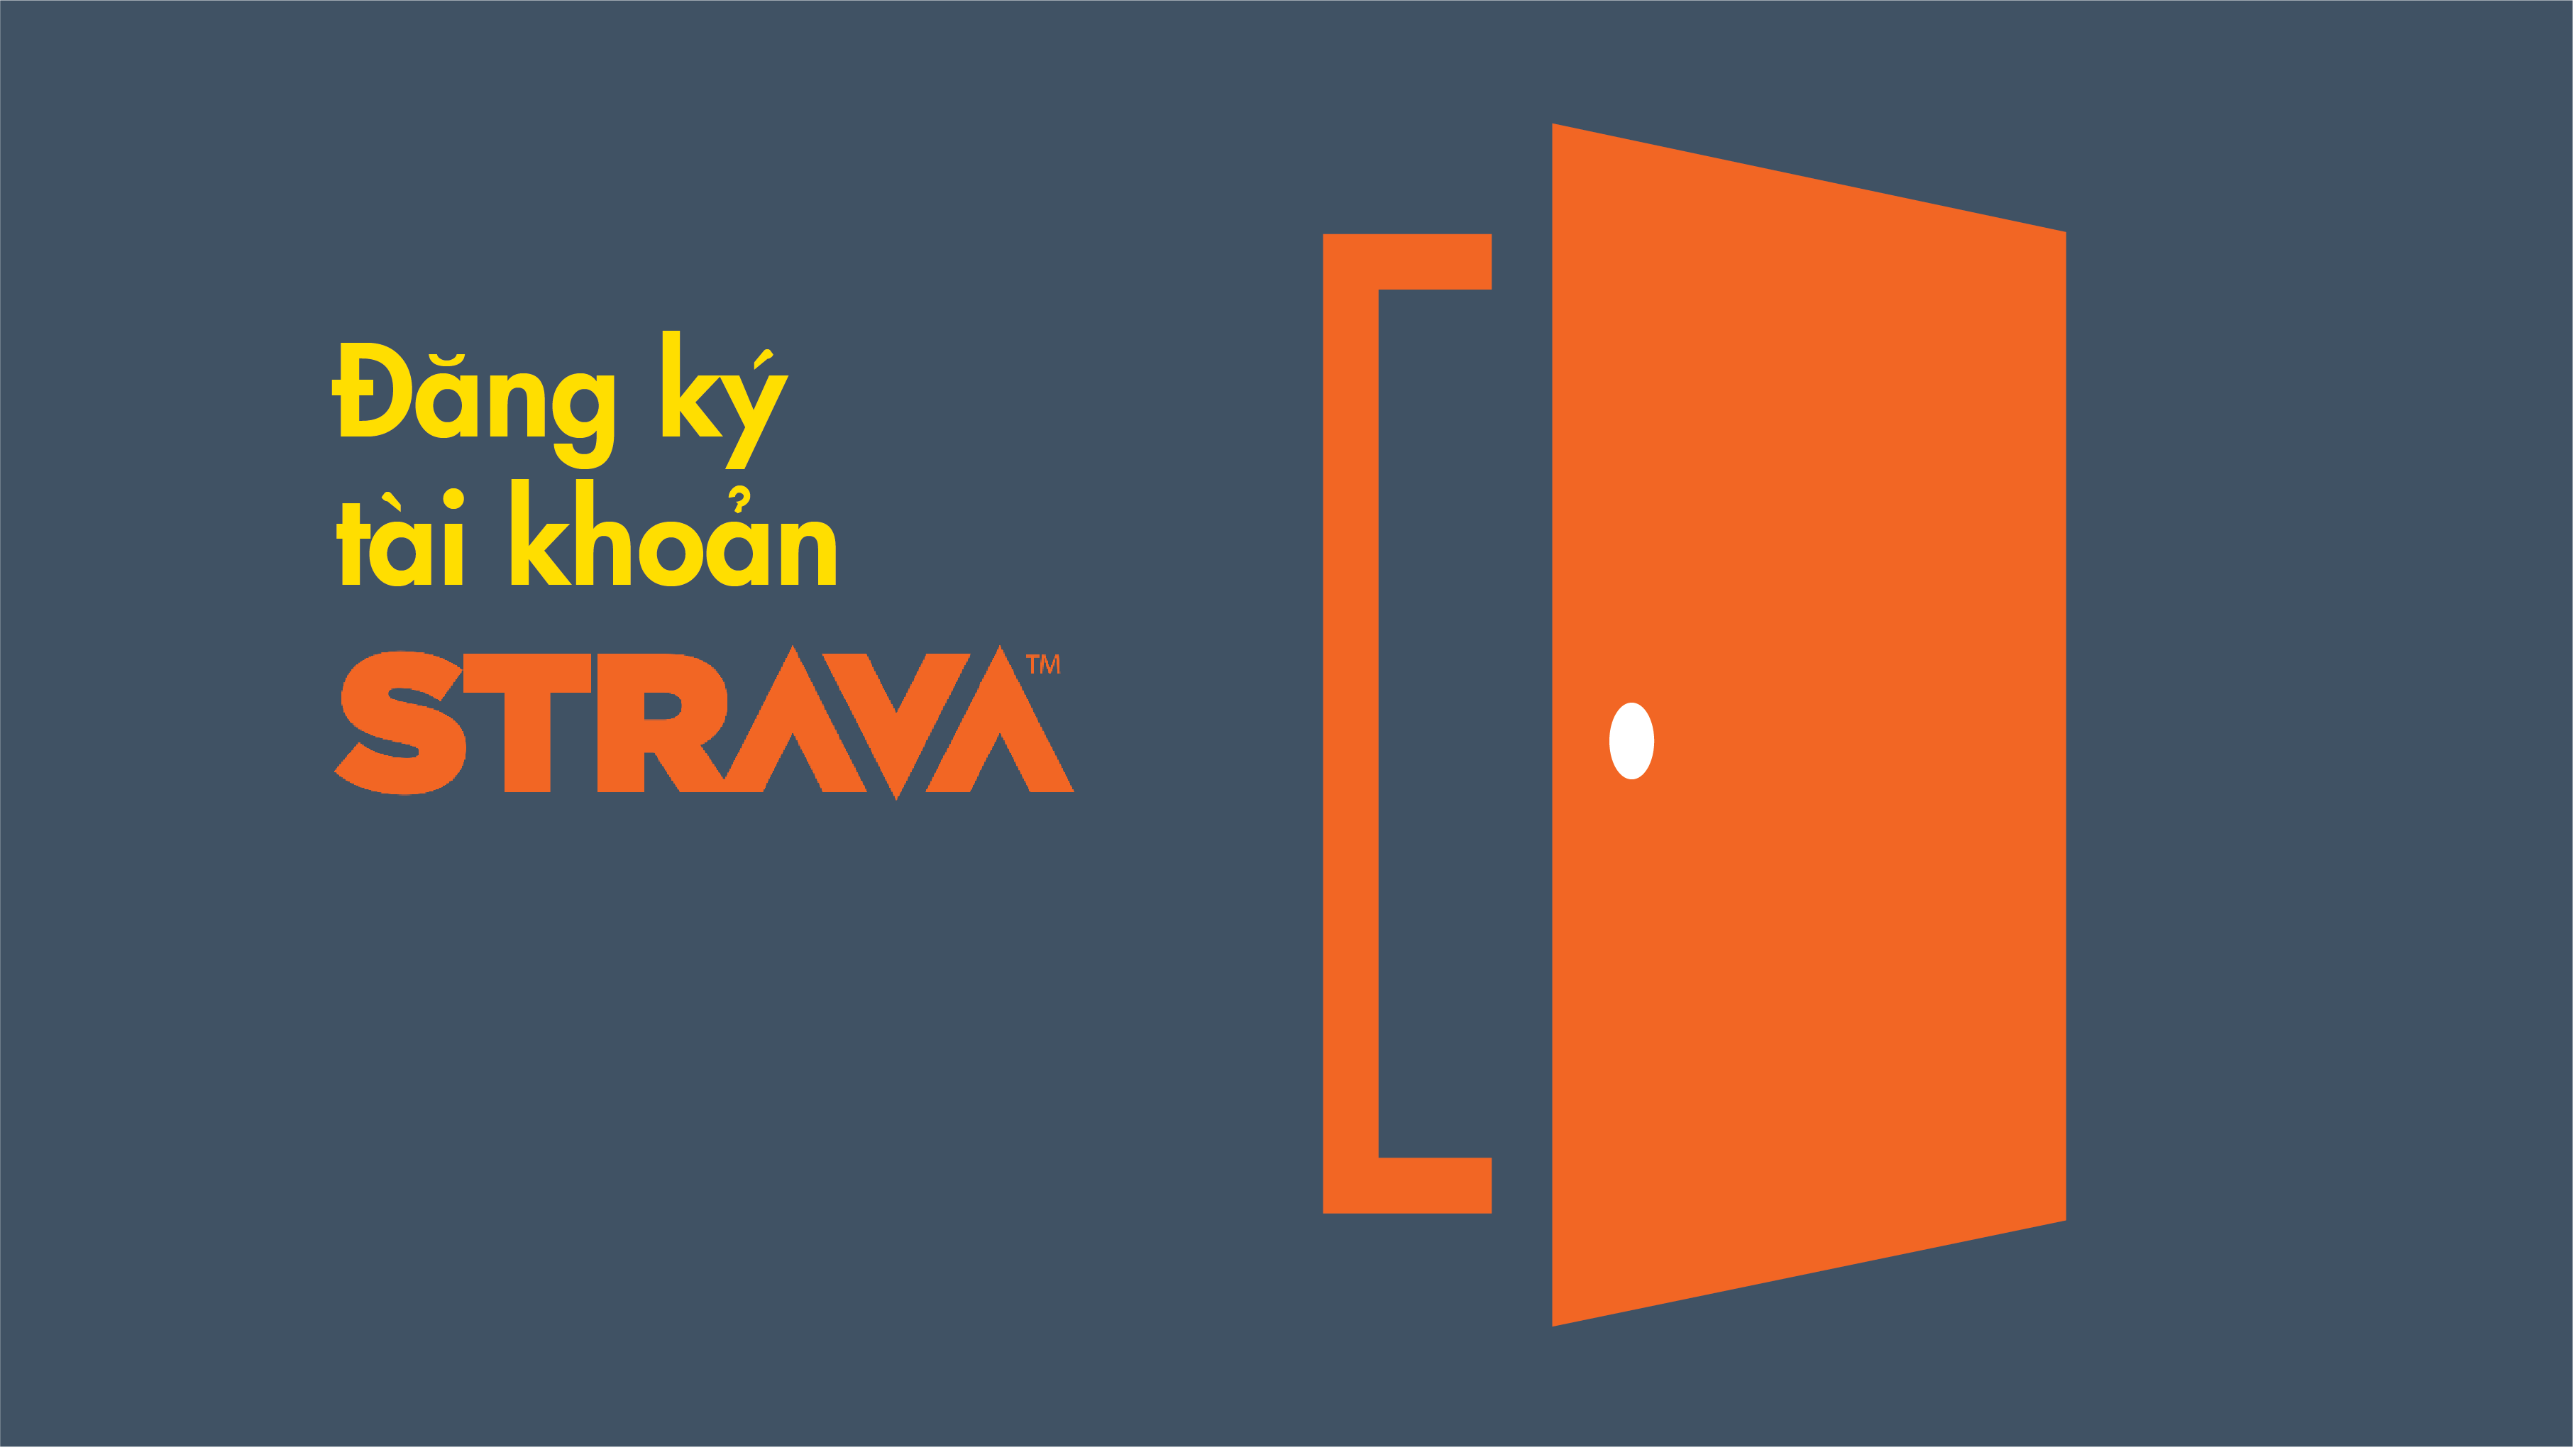 Đăng ký
tài khoản
STRAVA™